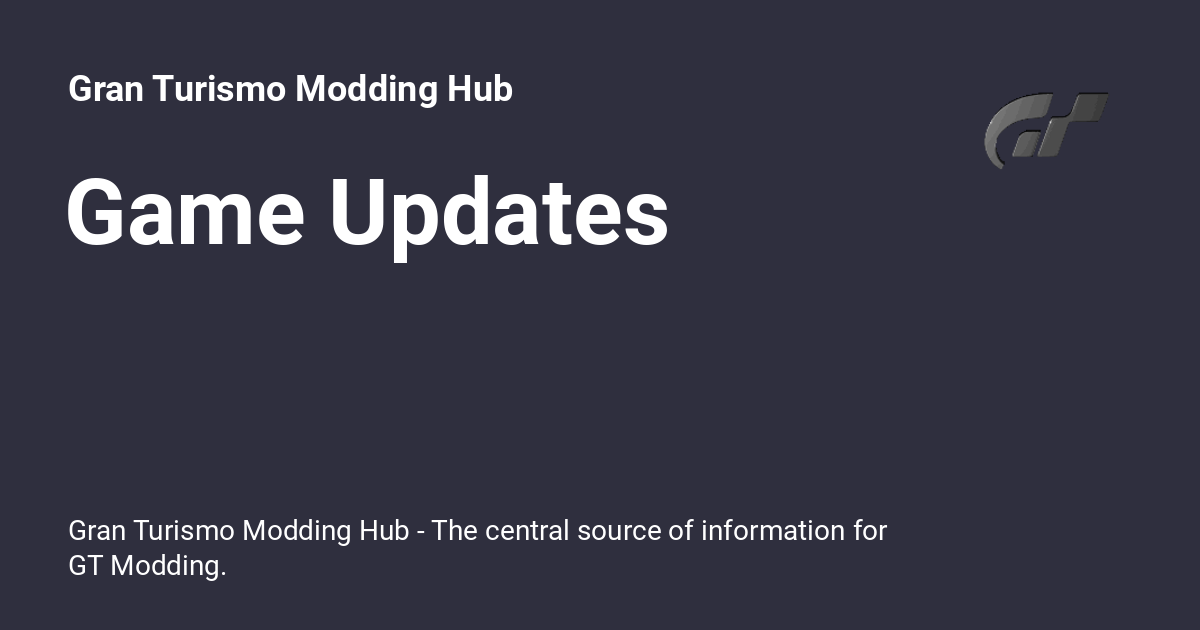 Gran Turismo Modding Hub
Game Updates
Gran Turismo Modding Hub - The central source of information for
GT Modding.